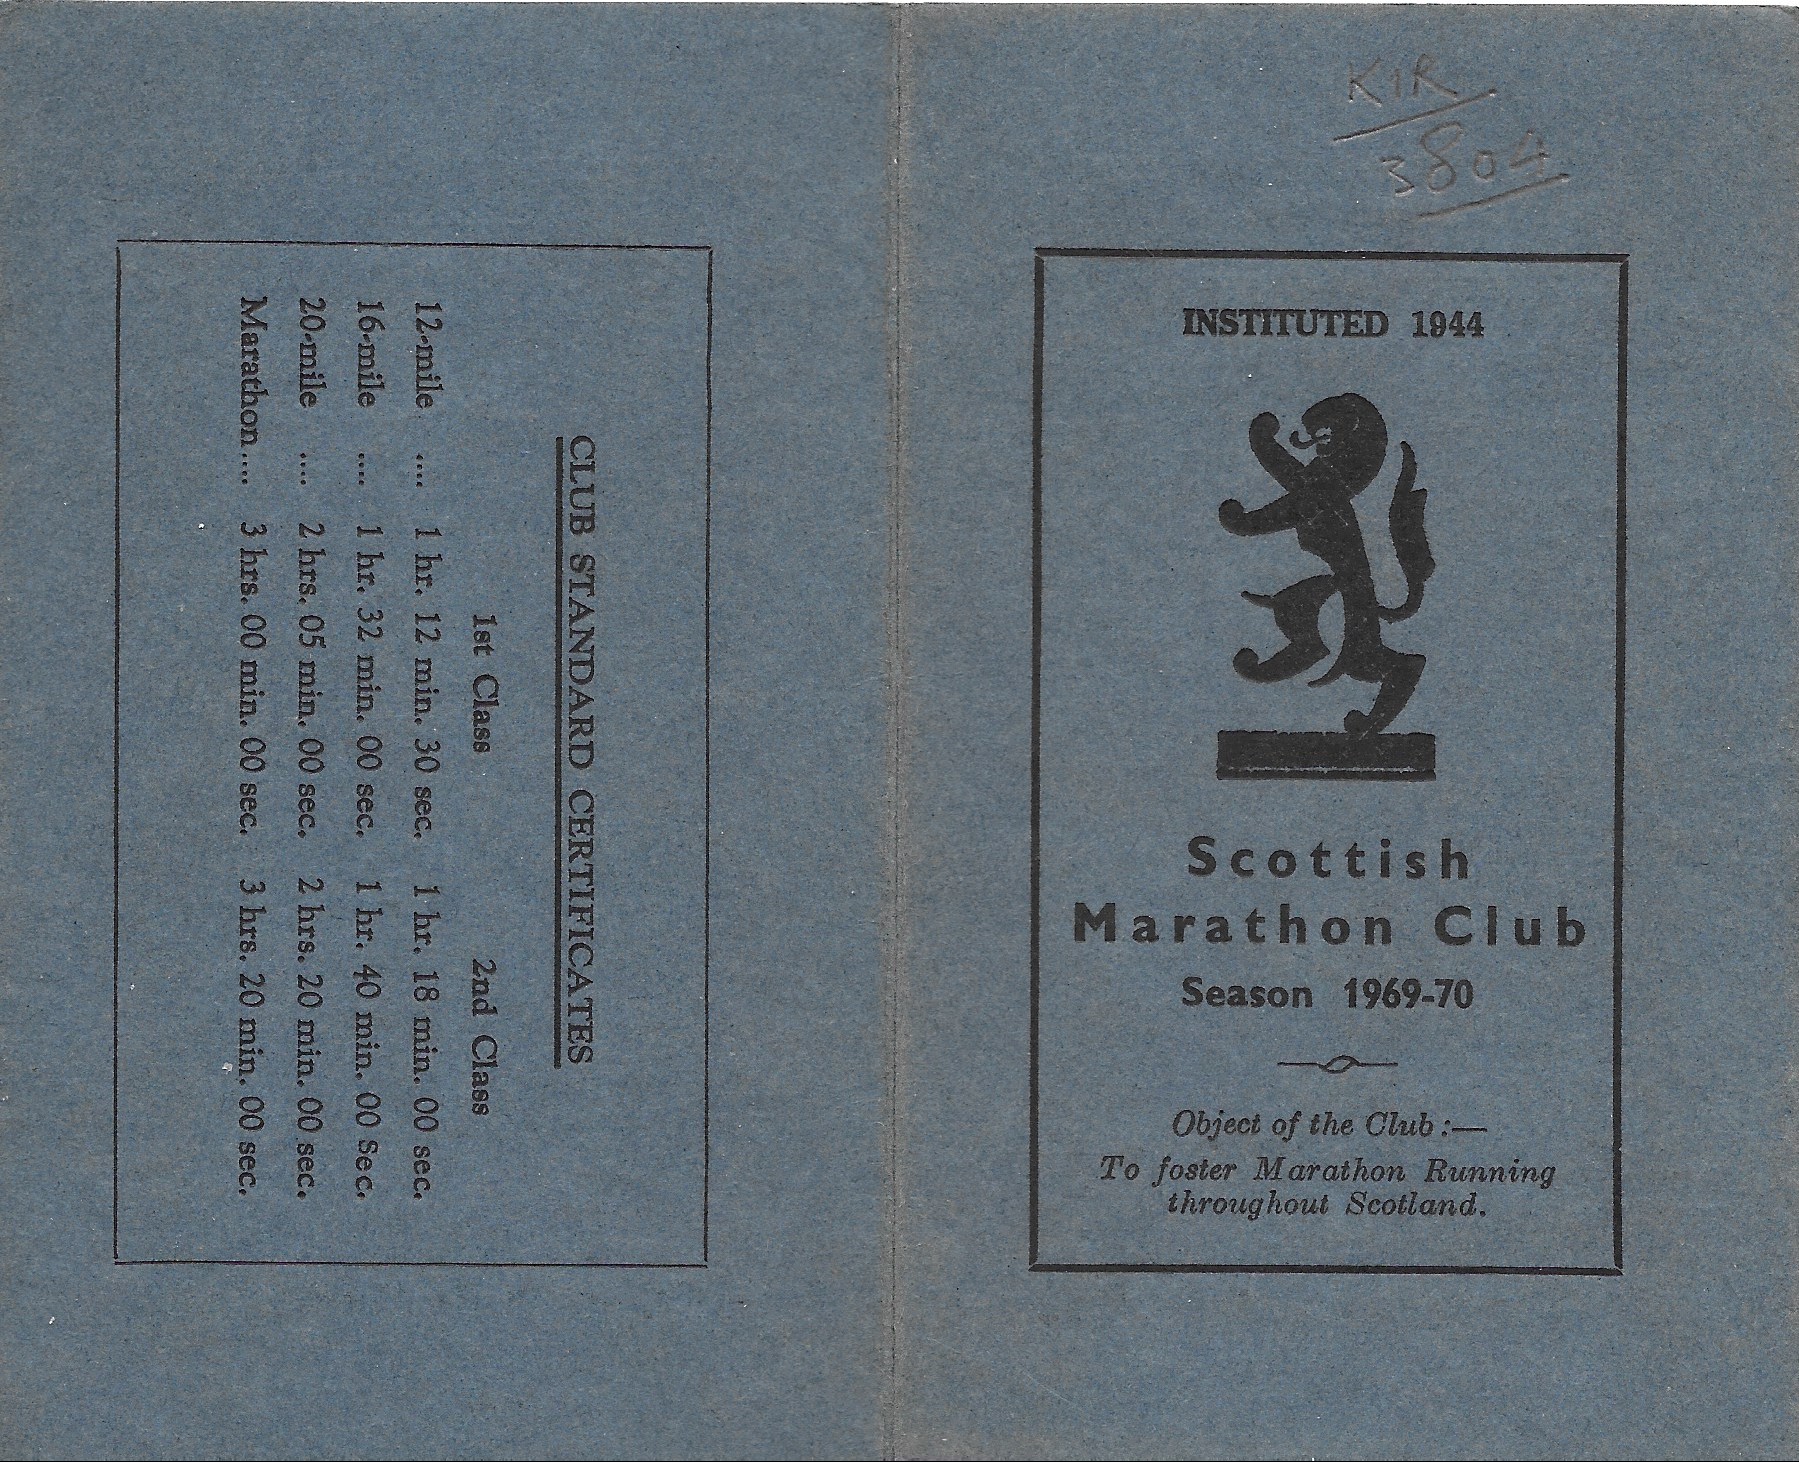 KIR
3804
INSTITUTED 1944
Scottish
Marathon Club
Season 1969-70
Object of the Club :—
To foster Marathon Running
throughout Scotland.
CLUB STANDARD CERTIFICATES
1st Class 2nd Class
12-mile .... 1 hr. 12 min. 30 sec. 1 hr. 18 min. 00 sec.
16-mile .... 1 hr. 32 min. 00 sec. 1 hr. 40 min. 00 Sec.
20-mile .... 2 hrs. 05 min. 00 sec. 2 hrs. 20 min. 00 sec.
Marathon.... 3 hrs. 00 min. 00 sec. 3 hrs. 20 min. 00 sec.